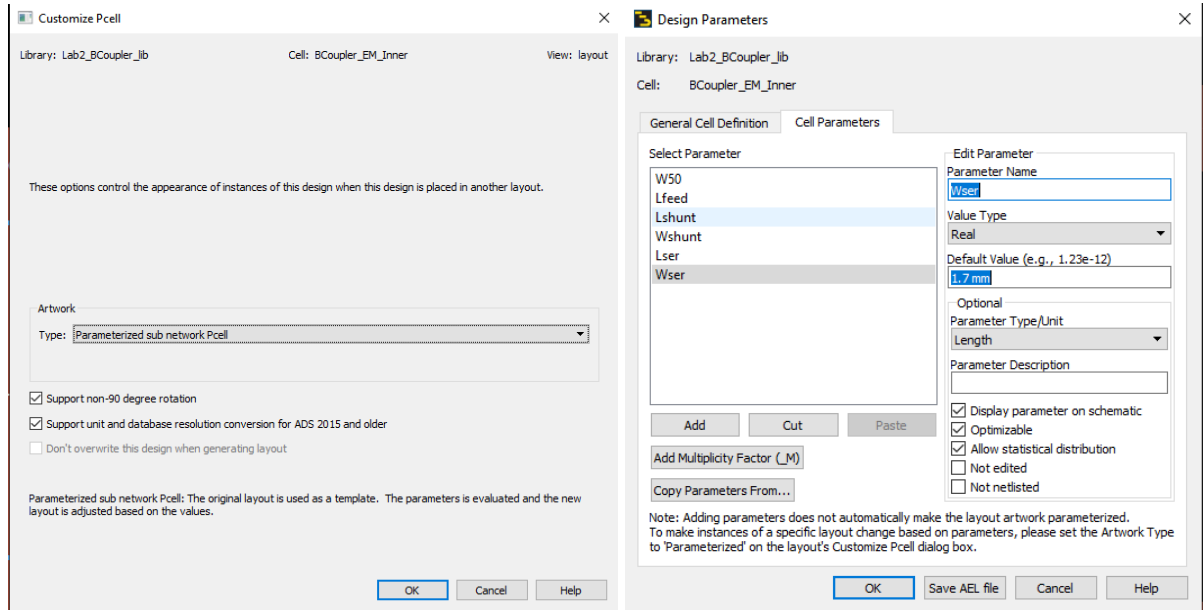 Customize Pcell
Library: Lab2_BCoupler_lib Cell: BCoupler_EM_Inner View: layout
These options control the appearance of instances of this design when this design is placed in another layout.
Artwork
Type: Parameterized sub network Pcell
Support non-90 degree rotation
Support unit and database resolution conversion for ADS 2015 and older
Don't overwrite this design when generating layout
Parameterized sub network Pcell: The original layout is used as a template. The parameters is evaluated and the new
layout is adjusted based on the values.
OK Cancel Help
Design Parameters
Library: Lab2_BCoupler_lib
Cell: BCoupler_EM_Inner
General Cell Definition Cell Parameters
Select Parameter
W50
Lfeed
Lshunt
Wshunt
Lser
Wser
Add Cut Paste
Add Multiplicity Factor (_M)
Copy Parameters From...
Edit Parameter
Parameter Name
Wser
Value Type
Real
Default Value (e.g., 1.23e-12)
1.7 mm
Optional
Parameter Type/Unit
Length
Parameter Description
Display parameter on schematic
Optimizable
Allow statistical distribution
Not edited
Not netlisted
Note: Adding parameters does not automatically make the layout artwork parameterized.
To make instances of a specific layout change based on parameters, please set the Artwork Type
to 'Parameterized' on the layout's Customize Pcell dialog box.
OK Save AEL file Cancel Help